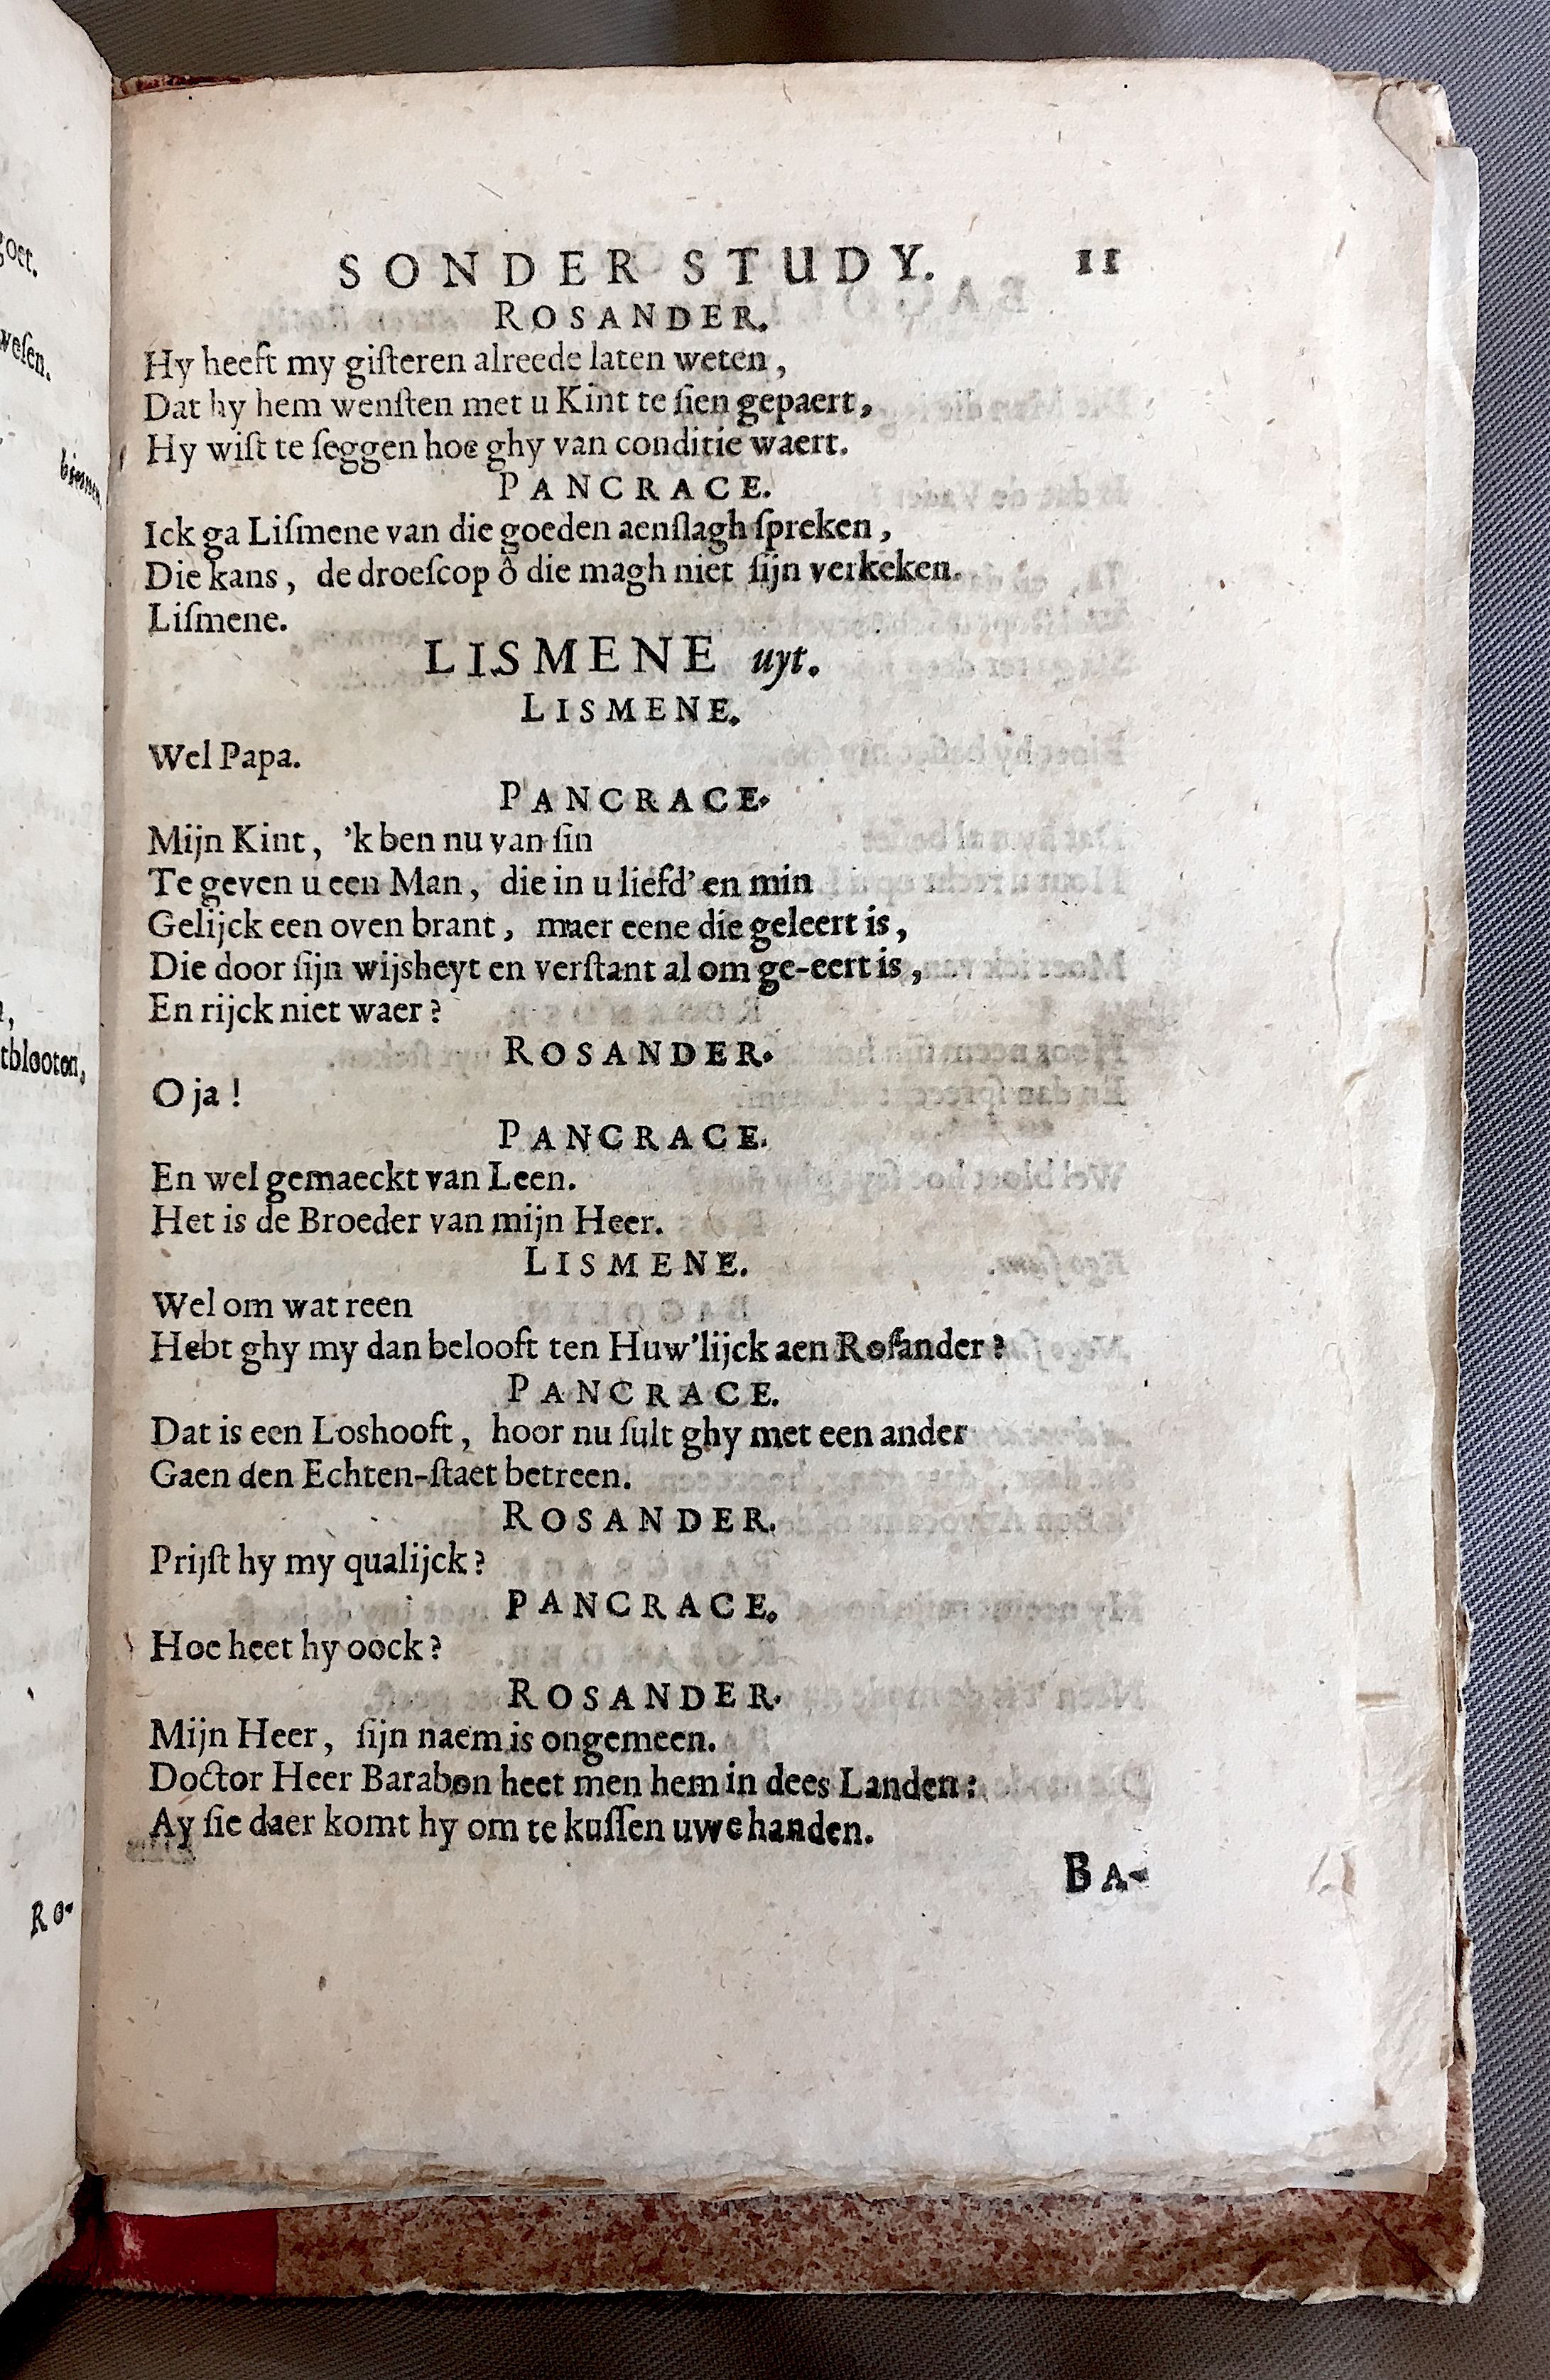 SONDER STUDY. 11
ROSANDER.
Hy heeft my giſteren alreede laten weten,
Dat hy hem wenſten met u Kint te ſien gepaert,
Hy wiſt te ſeggen hoe ghy van conditie waert.
PANCRACE.
Ick ga Liſmene van die goeden aenſlagh ſpreken,
Die kans, de droeſcop ô die magh niet ſijn verkeken.
Liſmene.
LISMENE uyt.
LISMENE.
Wel Papa.
PANCRACE.
Mijn Kint, 'k ben nu van ſin
Te geven u een Man, die in u liefd' en min
Gelijck een oven brant, maer eene die geleert is,
Die door ſijn wijsheyt en verſtant al om ge-eert is,
En rijck niet waer?
ROSANDER.
O ja!
PANCRACE.
En wel gemaeckt van Leen.
Het is de Broeder van mijn Heer.
LISMENE.
Wel om wat reen
Hebt ghy my dan belooft ten Huw'lijck aen Roſander?
PANCRACE.
Dat is een Loshooft, hoor nu ſult ghy met een ander
Gaen den Echten-ſtaet betreen.
ROSANDER.
Prijſt hy my qualijck?
PANCRACE.
Hoe heet hy oock?
ROSANDER.
Mijn Heer, ſijn naem is ongemeen.
Doctor Heer Barabon heet men hem in dees Landen:
Ay ſie daer komt hy om te kuſſen uwe handen.
BA-
goet.
weſen.
binnen.
tblooten,
RO-